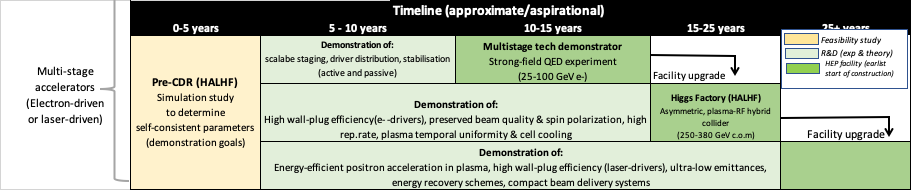 Timeline (approximate/aspirational)
0-5 years
5 - 10 years
10-15 years
15-25 years
25+ years
Multi-stage
accelerators
(Electron-driven
or laser-driven)
Pre-CDR (HALHF)
Simulation study
to determine
self-consistent parameters
(demonstration goals)
Demonstration of:
scalabe staging, driver distribution, stabilisation
(active and passive)
Multistage tech demonstrator
Strong-field QED experiment
(25-100 GeV e-)
Facility upgrade
Feasibility study
R&D (exp & theory)
HEP facility (earlist
start of construction)
Demonstration of:
High wall-plug efficiency(e- -drivers), preserved beam quality & spin polarization, high
rep.rate, plasma temporal uniformity & cell cooling
Higgs Factory (HALHF)
Asymmetric, plasma-RF hybrid
collider
(250-380 GeV c.o.m)
Facility upgrade
Demonstration of:
Energy-efficient positron acceleration in plasma, high wall-plug efficiency (laser-drivers), ultra-low emittances,
energy recovery schemes, compact beam delivery systems